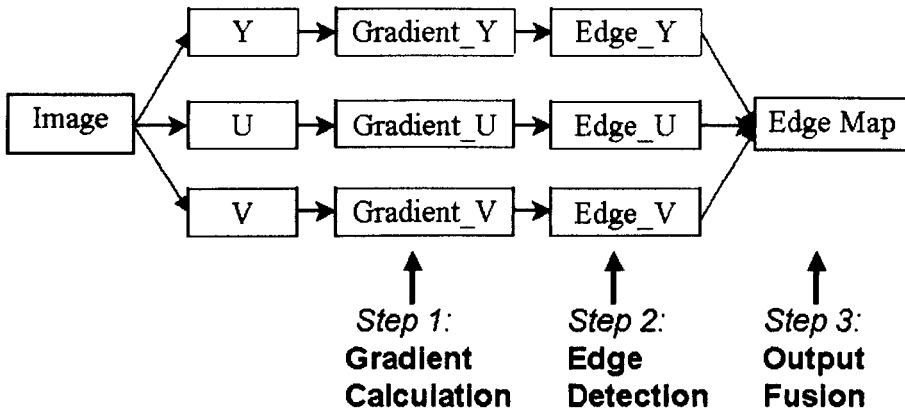 Y Gradient_Y Edge_Y
Image U Gradient_U Edge_U Edge Map
V Gradient_V Edge_V
Step 1: Step 2: Step 3:
Gradient Edge Output
Calculation Detection Fusion